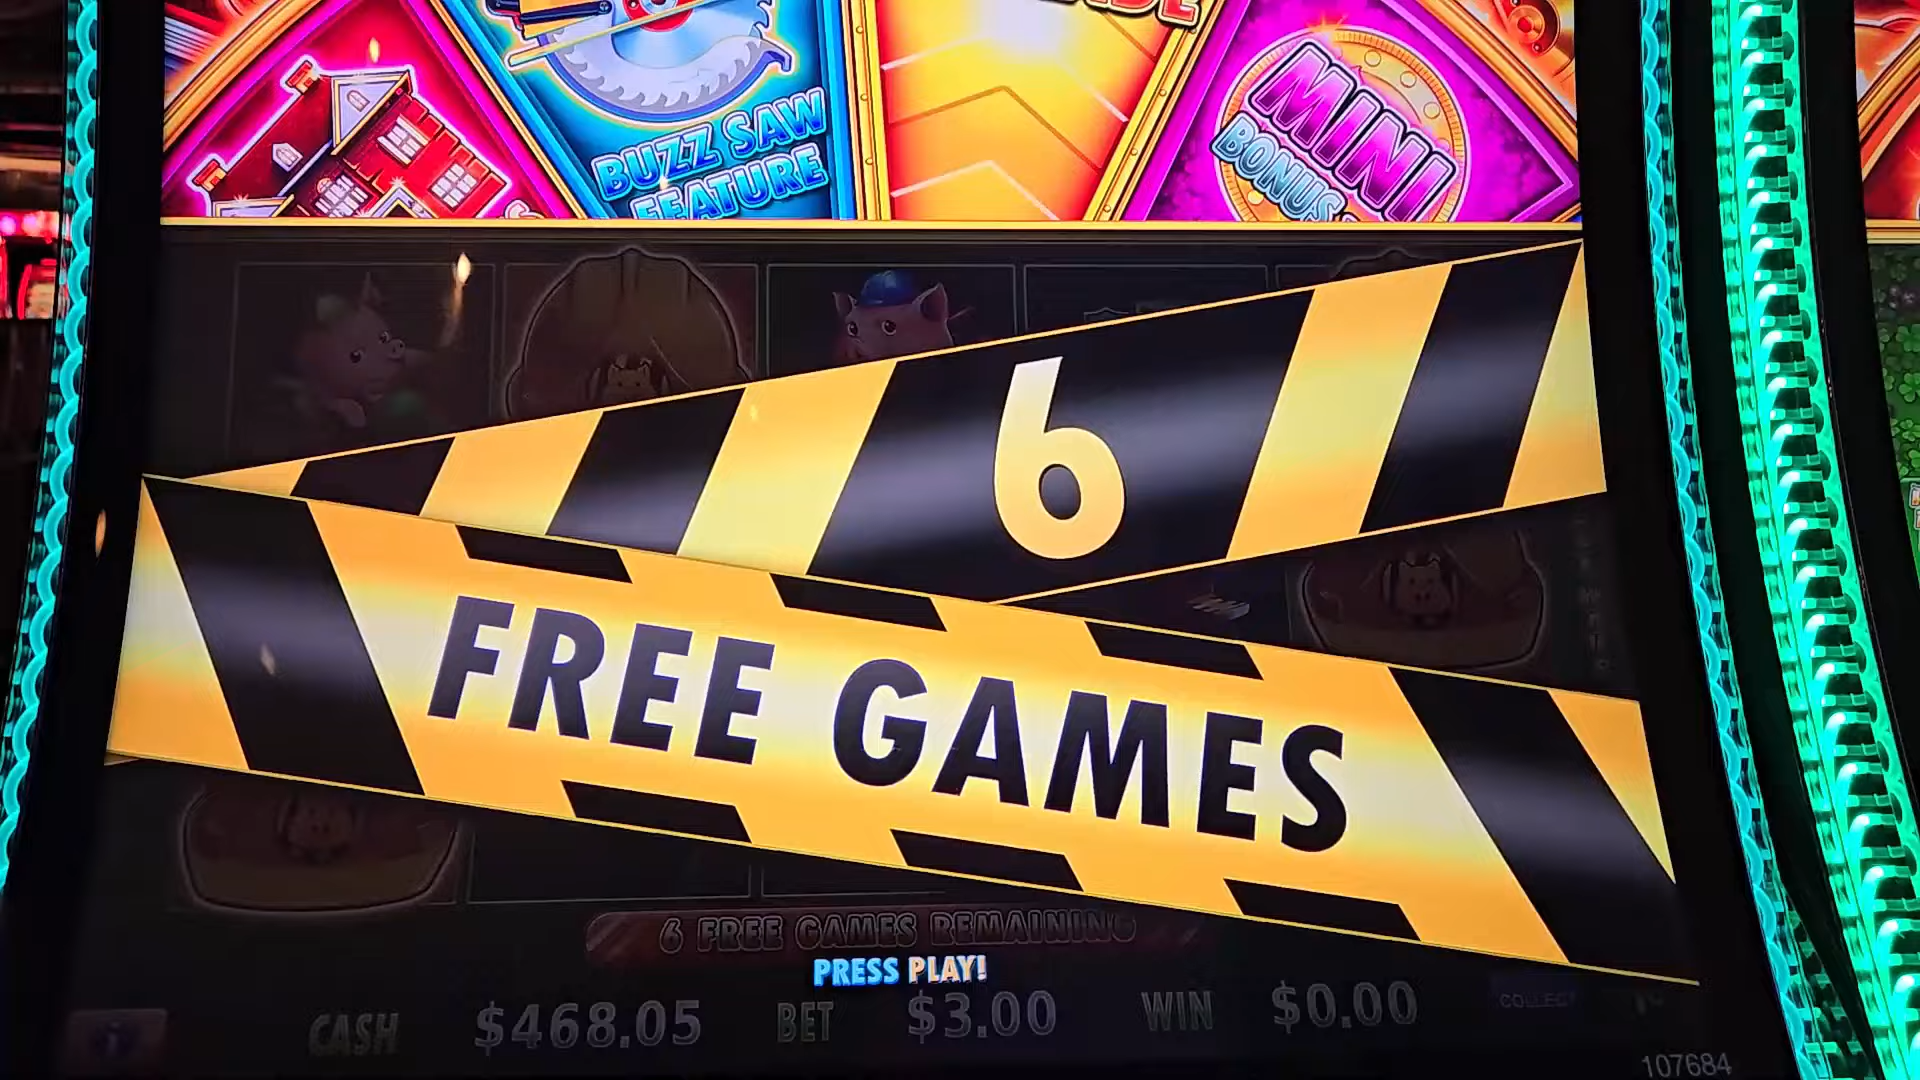 BUZZ SAW
FEATURE
MINI
BONUS
6
FREE GAMES
6 FREE GAMES REMAINING
PRESS PLAY!
CASH $468.05 BET $3.00 WIN $0.00 COLLECT
107684